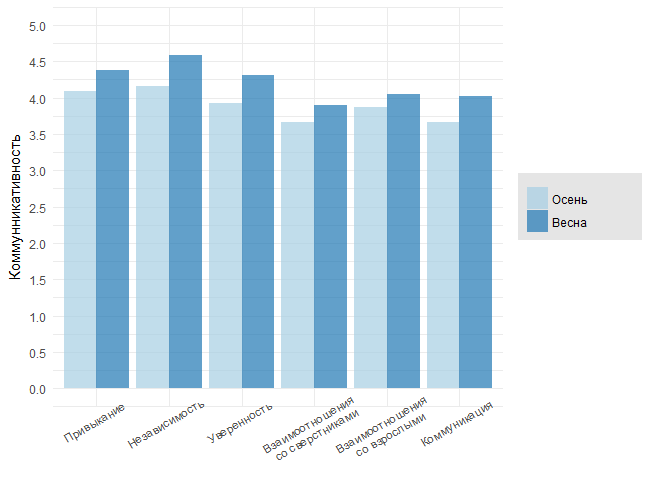 Коммунникативность
5.0
4.5
4.0
3.5
3.0
2.5
2.0
1.5
1.0
0.5
0.0
Привыкание
Независимость
Уверенность
Взаимоотношения
со сверстниками
Взаимоотношения
со взрослыми
Коммуникация
Осень
Весна